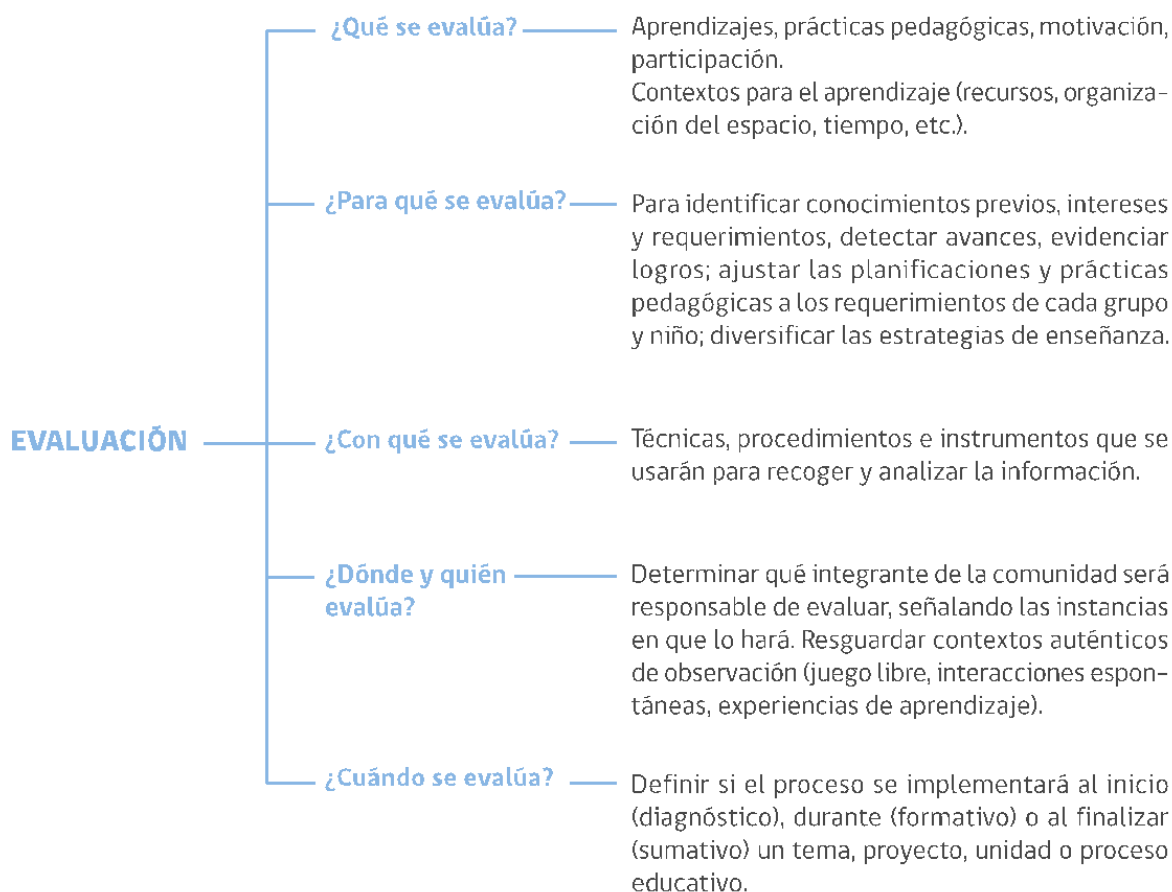 ¿Qué se evalúa?
Aprendizajes, prácticas pedagógicas, motivación,
participación.
Contextos para el aprendizaje (recursos, organiza-
ción del espacio, tiempo, etc.).
¿Para qué se evalúa?
Para identificar conocimientos previos, intereses
y requerimientos, detectar avances, evidenciar
logros; ajustar las planificaciones y prácticas
pedagógicas a los requerimientos de cada grupo
y niño; diversificar las estrategias de enseñanza.
EVALUACIÓN
¿Con qué se evalúa?
Técnicas, procedimientos e instrumentos que se
usarán para recoger y analizar la información.
¿Dónde y quién
evalúa?
Determinar qué integrante de la comunidad será
responsable de evaluar, señalando las instancias
en que lo hará. Resguardar contextos auténticos
de observación (juego libre, interacciones espon-
táneas, experiencias de aprendizaje).
¿Cuándo se evalúa?
Definir si el proceso se implementará al inicio
(diagnóstico), durante (formativo) o al finalizar
(sumativo) un tema, proyecto, unidad o proceso
educativo.